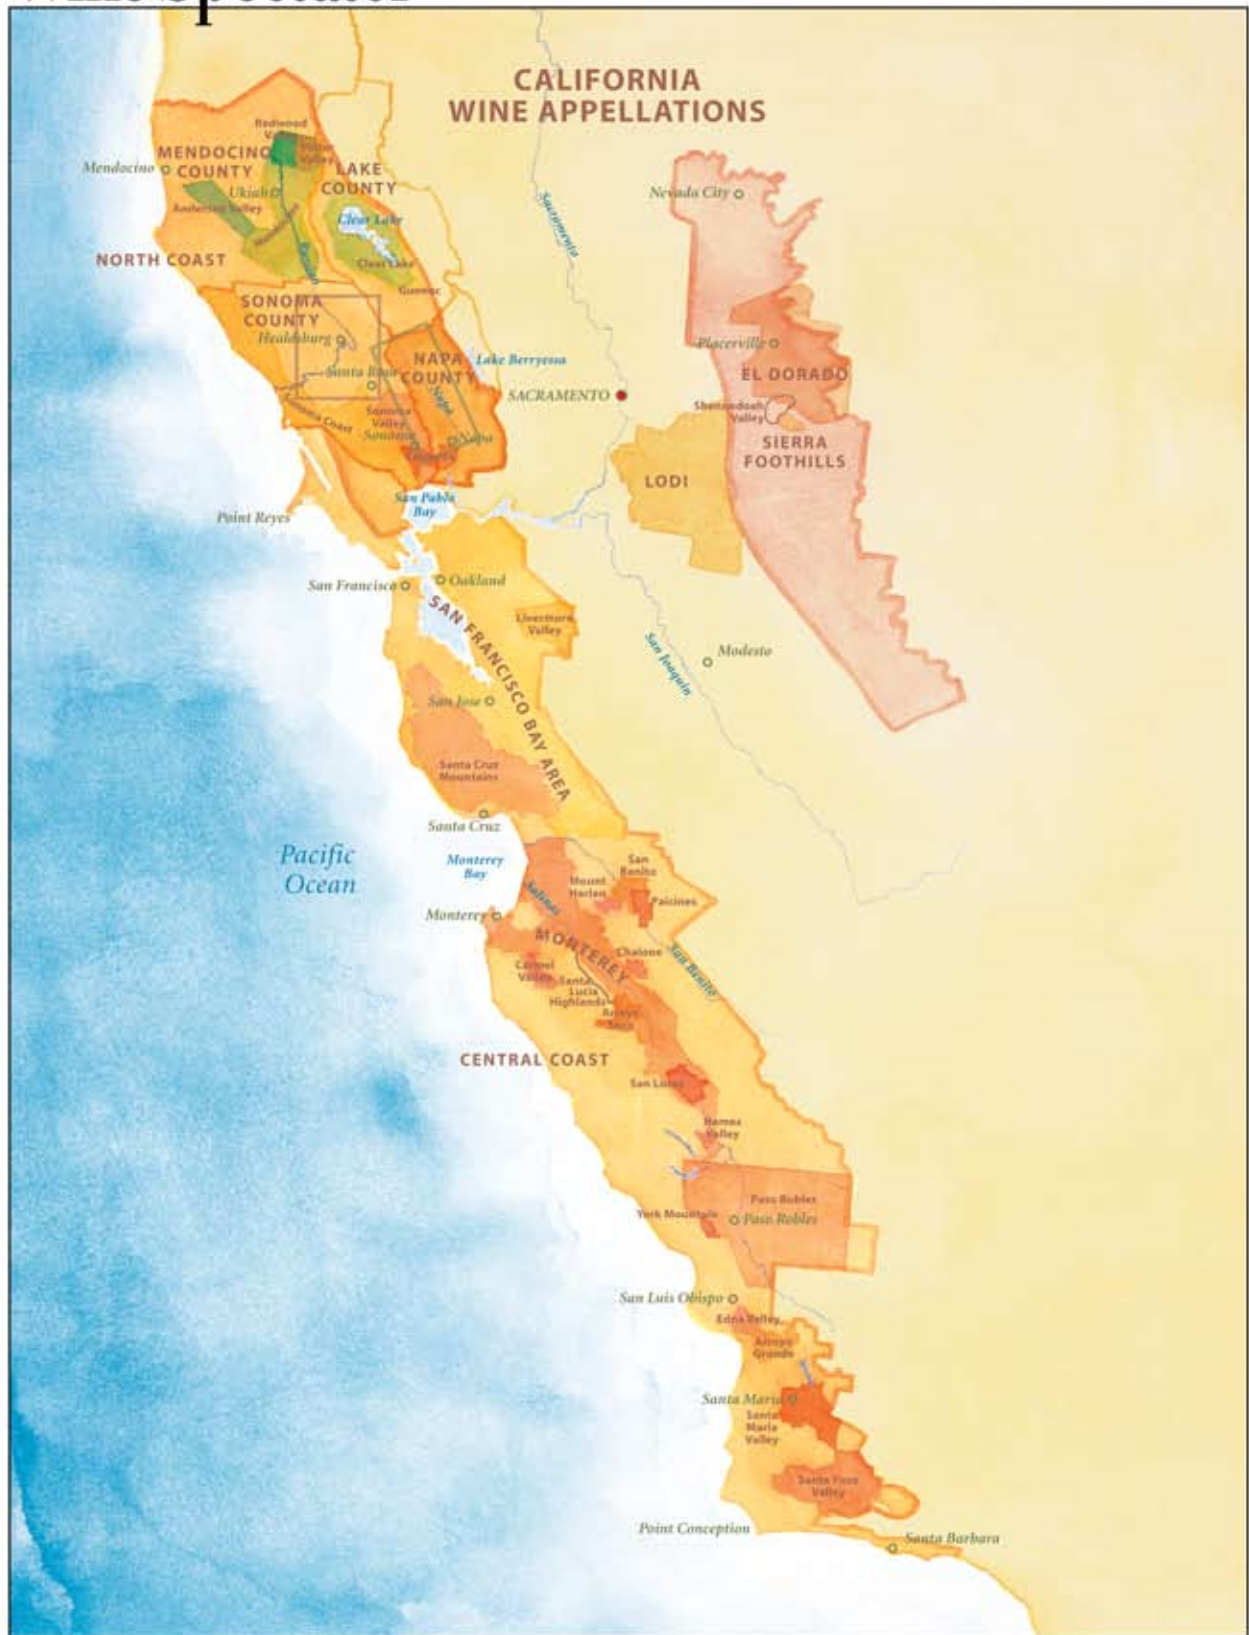 CALIFORNIA
WINE APPELLATIONS
Redwood
Valley
MENDOCINO
COUNTY
Mendocino
LAKE
COUNTY
Ukiah
Anderson Valley
Clear Lake
Clear Lake
Guenoc
NORTH COAST
Sacramento
Nevada City
SONOMA
COUNTY
Healdsburg
Santa Rosa
NAPA
COUNTY
Napa
Lake Berryessa
SACRAMENTO
Sonoma Coast
Sonoma
Valley
Sonoma
Napa
Placerville
EL DORADO
Shenandoah
Valley
SIERRA
FOOTHILLS
LODI
San Pablo
Bay
Point Reyes
San Francisco
Oakland
SAN FRANCISCO BAY AREA
Livermore
Valley
San Joaquin
Modesto
San Jose
Santa Cruz
Mountains
Santa Cruz
Pacific
Ocean
Monterey
Bay
San
Benito
Mount
Harlan
Paicines
Salinas
Monterey
MONTEREY
Chalone
San Benito
Carmel
Valley
Santa
Lucia
Highlands
Arroyo
Seco
CENTRAL COAST
San Lucas
Hames
Valley
Paso Robles
York Mountain
Paso Robles
San Luis Obispo
Edna Valley
Arroyo
Grande
Santa Maria
Santa
Maria
Valley
Santa Ynez
Valley
Point Conception
Santa Barbara